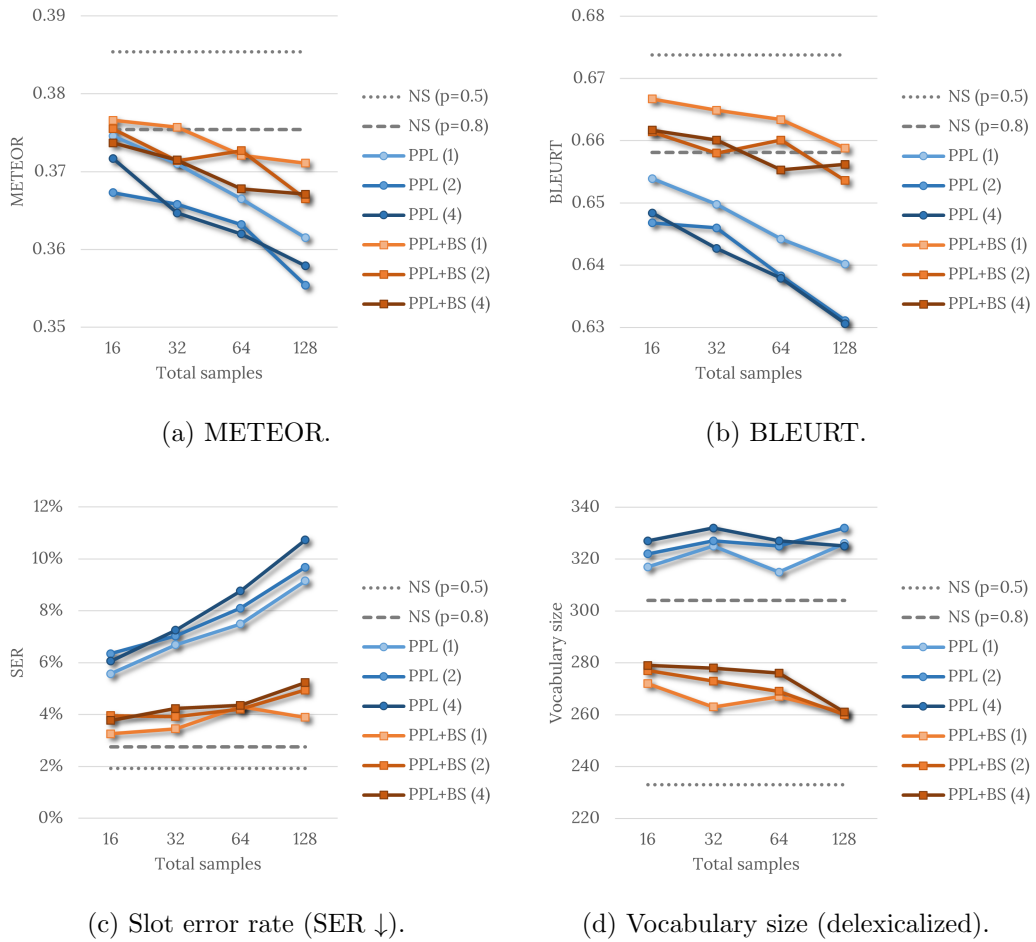 0.39
0.38
0.37
0.36
0.35
METEOR
16 32 64 128
Total samples
NS (p=0.5)
NS (p=0.8)
PPL (1)
PPL (2)
PPL (4)
PPL+BS (1)
PPL+BS (2)
PPL+BS (4)
(a) METEOR.
0.68
0.67
0.66
0.65
0.64
0.63
BLEURT
16 32 64 128
Total samples
NS (p=0.5)
NS (p=0.8)
PPL (1)
PPL (2)
PPL (4)
PPL+BS (1)
PPL+BS (2)
PPL+BS (4)
(b) BLEURT.
12%
10%
8%
6%
4%
2%
0%
SER
16 32 64 128
Total samples
NS (p=0.5)
NS (p=0.8)
PPL (1)
PPL (2)
PPL (4)
PPL+BS (1)
PPL+BS (2)
PPL+BS (4)
(c) Slot error rate (SER ↓).
340
320
300
280
260
240
220
Vocabulary size
16 32 64 128
Total samples
NS (p=0.5)
NS (p=0.8)
PPL (1)
PPL (2)
PPL (4)
PPL+BS (1)
PPL+BS (2)
PPL+BS (4)
(d) Vocabulary size (delexicalized).